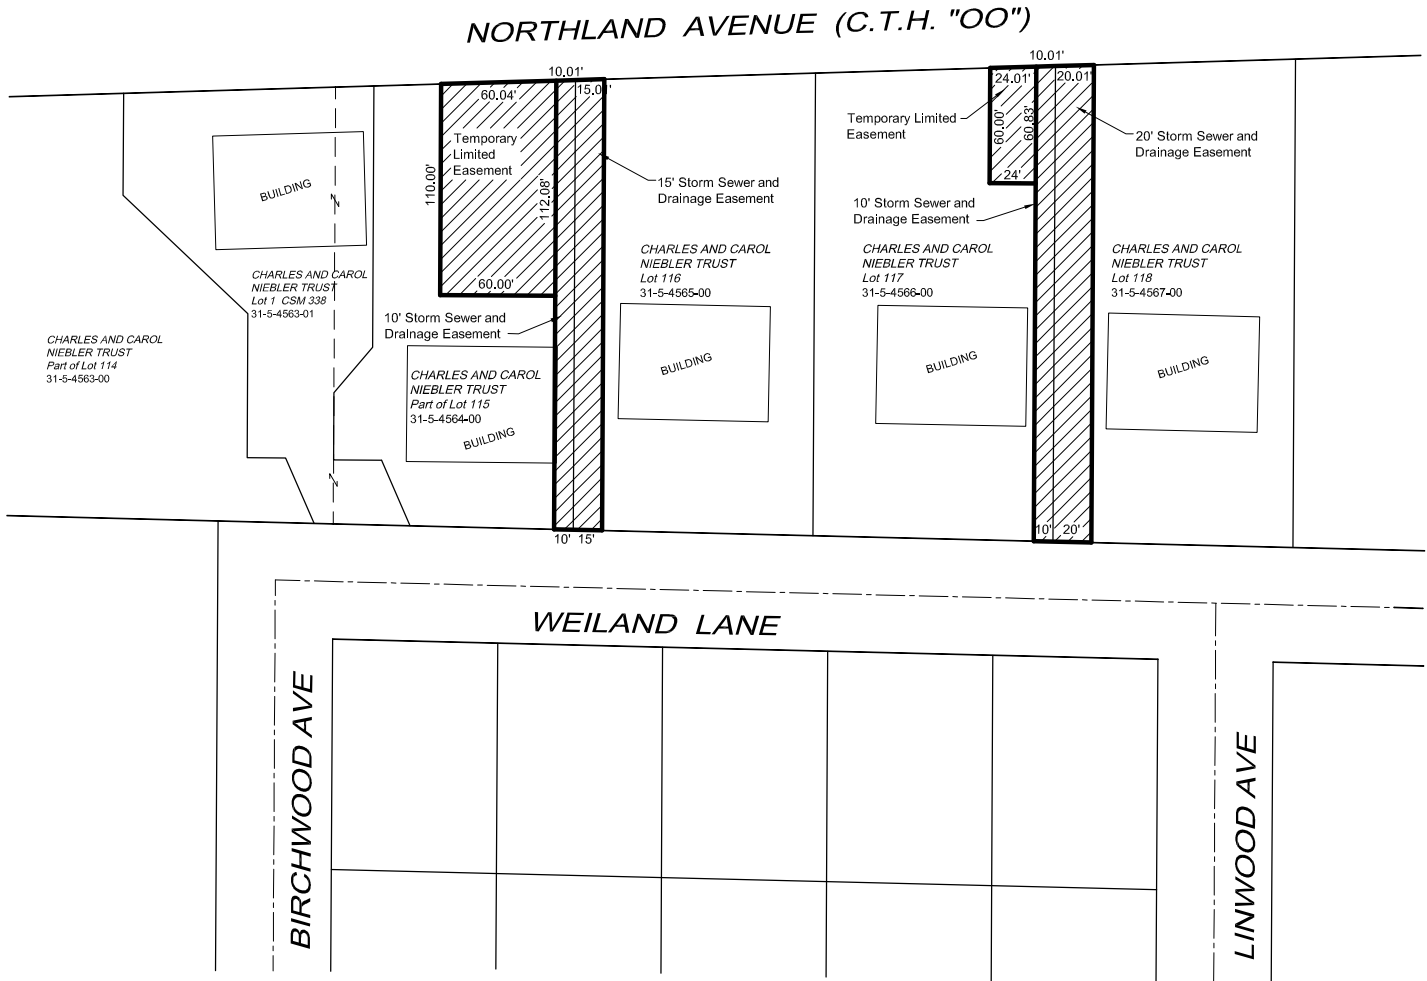 NORTHLAND AVENUE (C.T.H. "OO")
10.01'
60.04'
15.01'
Temporary
Limited
Easement
110.00'
112.08'
60.00'
15' Storm Sewer and
Drainage Easement
10' Storm Sewer and
Drainage Easement
10.01'
24.01'
20.01'
Temporary Limited
Easement
60.00'
60.83'
24'
20' Storm Sewer and
Drainage Easement
10' Storm Sewer and
Drainage Easement
BUILDING
CHARLES AND CAROL
NIEBLER TRUST
Lot 1 CSM 338
31-5-4563-01
CHARLES AND CAROL
NIEBLER TRUST
Part of Lot 114
31-5-4563-00
CHARLES AND CAROL
NIEBLER TRUST
Part of Lot 115
31-5-4564-00
BUILDING
CHARLES AND CAROL
NIEBLER TRUST
Lot 116
31-5-4565-00
BUILDING
CHARLES AND CAROL
NIEBLER TRUST
Lot 117
31-5-4566-00
BUILDING
CHARLES AND CAROL
NIEBLER TRUST
Lot 118
31-5-4567-00
BUILDING
10' 15'
10' 20'
WEILAND LANE
BIRCHWOOD AVE
LINWOOD AVE